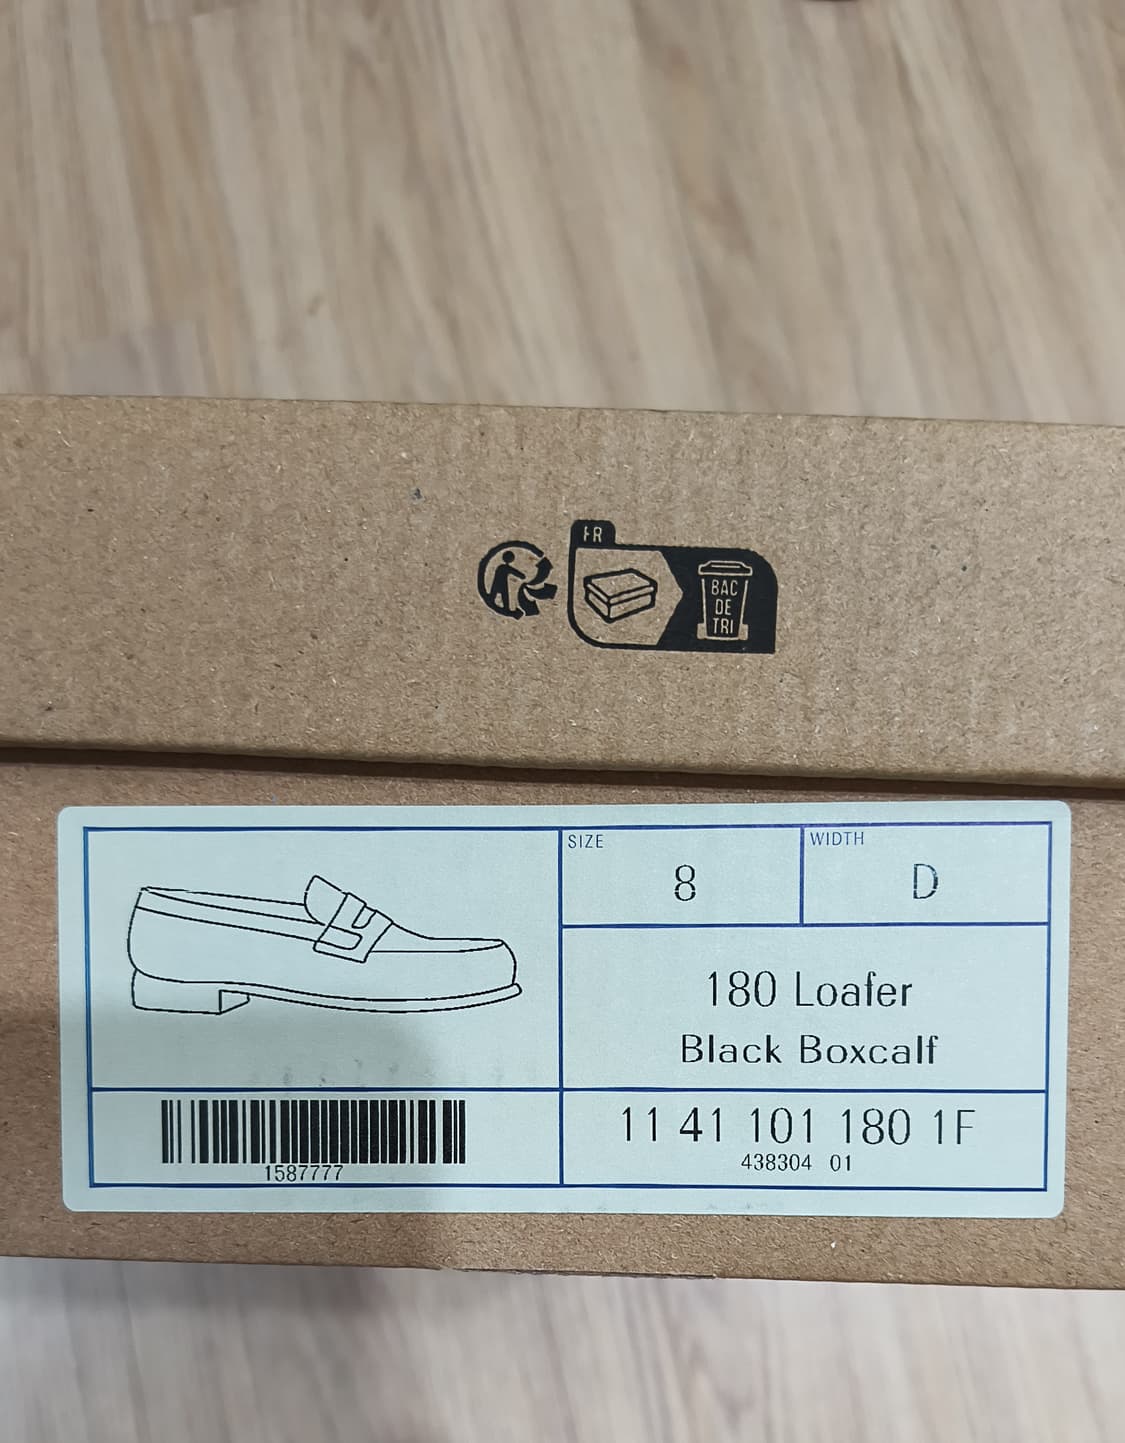 FR
BAC
DE
TRI
SIZE
8
WIDTH
D
180 Loafer
Black Boxcalf
1587777
11 41 101 180 1F
438304 01